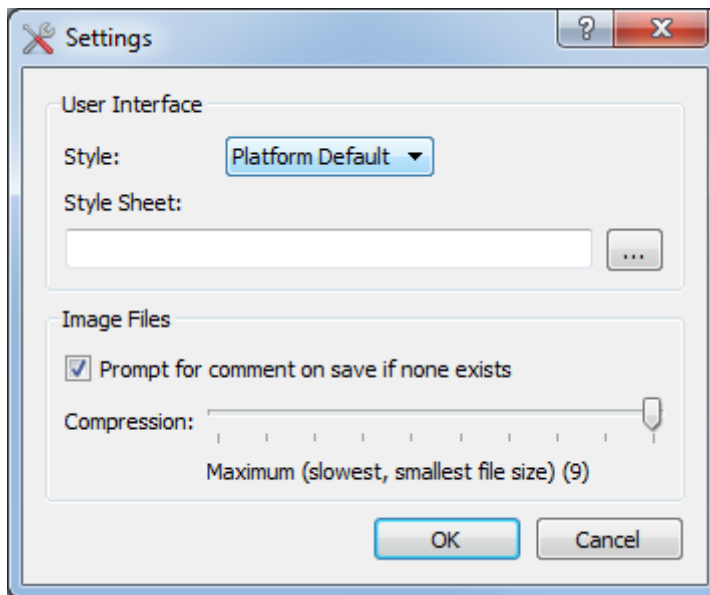 Settings
User Interface
Style: Platform Default
Style Sheet:
...
Image Files
Prompt for comment on save if none exists
Compression:
Maximum (slowest, smallest file size) (9)
OK Cancel